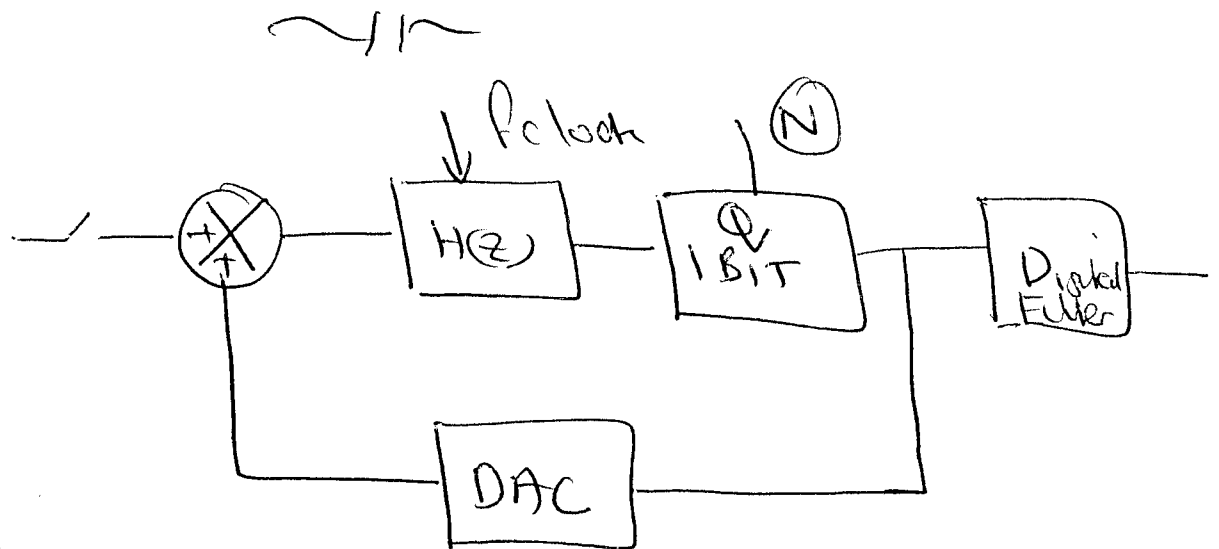 fclock
N
+
+
H(z)
Q
1 BIT
Digital
Filter
DAC